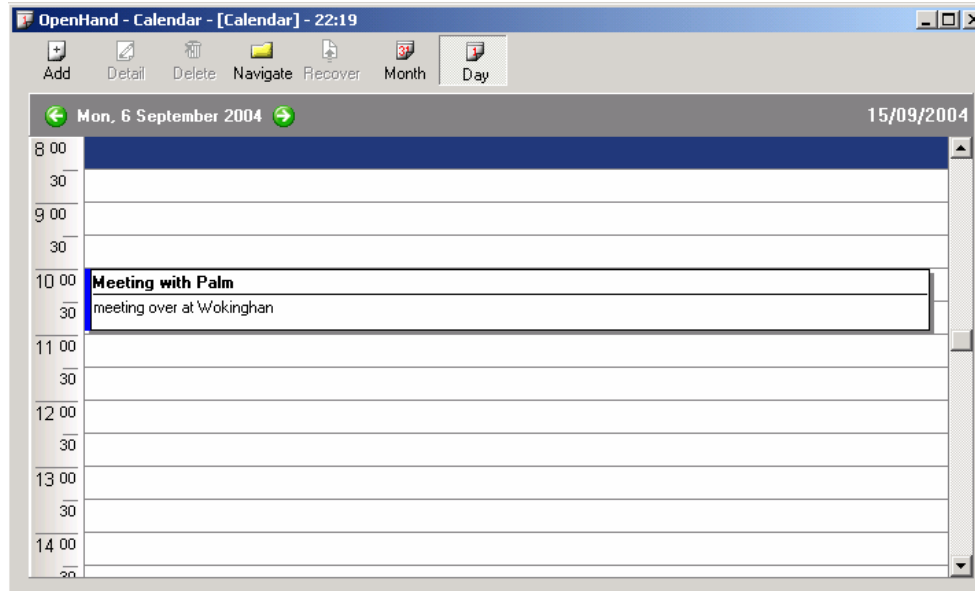 OpenHand - Calendar - [Calendar] - 22:19
Add Detail Delete Navigate Recover Month Day
Mon, 6 September 2004 15/09/2004
8 00
30
9 00
30
10 00 Meeting with Palm
30 meeting over at Wokinghan
11 00
30
12 00
30
13 00
30
14 00
30